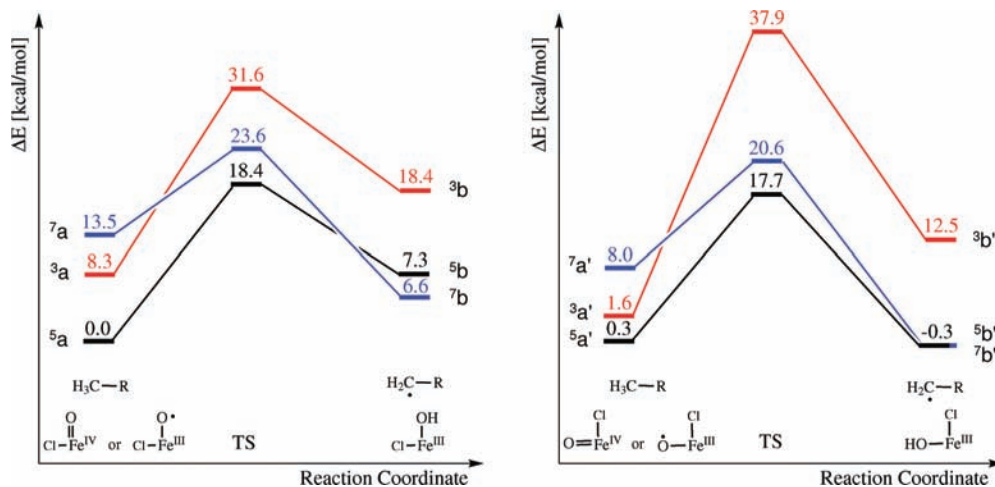 ΔE [kcal/mol]
31.6
23.6
18.4
18.4
³b
⁷a
13.5
³a
8.3
7.3
⁵b
6.6
⁷b
⁵a
0.0
H₃C—R
H₂C—R
•
O
O•
OH
Cl—Feᴵⱽ or Cl—Feᴵᴵᴵ
TS
Cl—Feᴵᴵᴵ
Reaction Coordinate
ΔE [kcal/mol]
37.9
20.6
17.7
12.5
³b'
⁷a'
8.0
³a'
1.6
⁵a'
0.3
-0.3
⁵b'
⁷b'
H₃C—R
H₂C—R
•
Cl
Cl
Cl
O=Feᴵⱽ or Ȯ—Feᴵᴵᴵ
TS
HO—Feᴵᴵᴵ
Reaction Coordinate